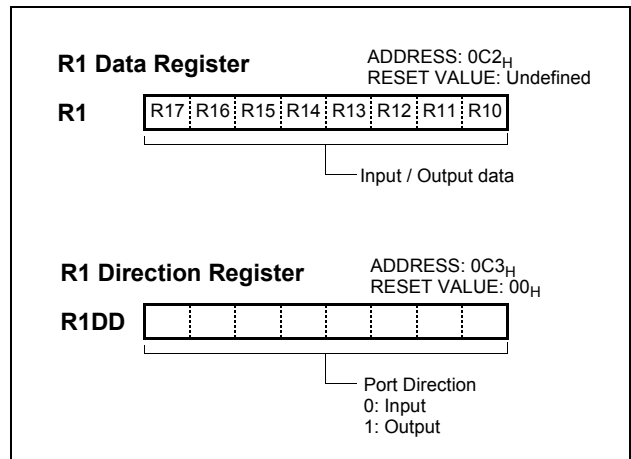 R1 Data Register
ADDRESS: 0C2H
RESET VALUE: Undefined
R1
R17 R16 R15 R14 R13 R12 R11 R10
Input / Output data
R1 Direction Register
ADDRESS: 0C3H
RESET VALUE: 00H
R1DD
Port Direction
0: Input
1: Output